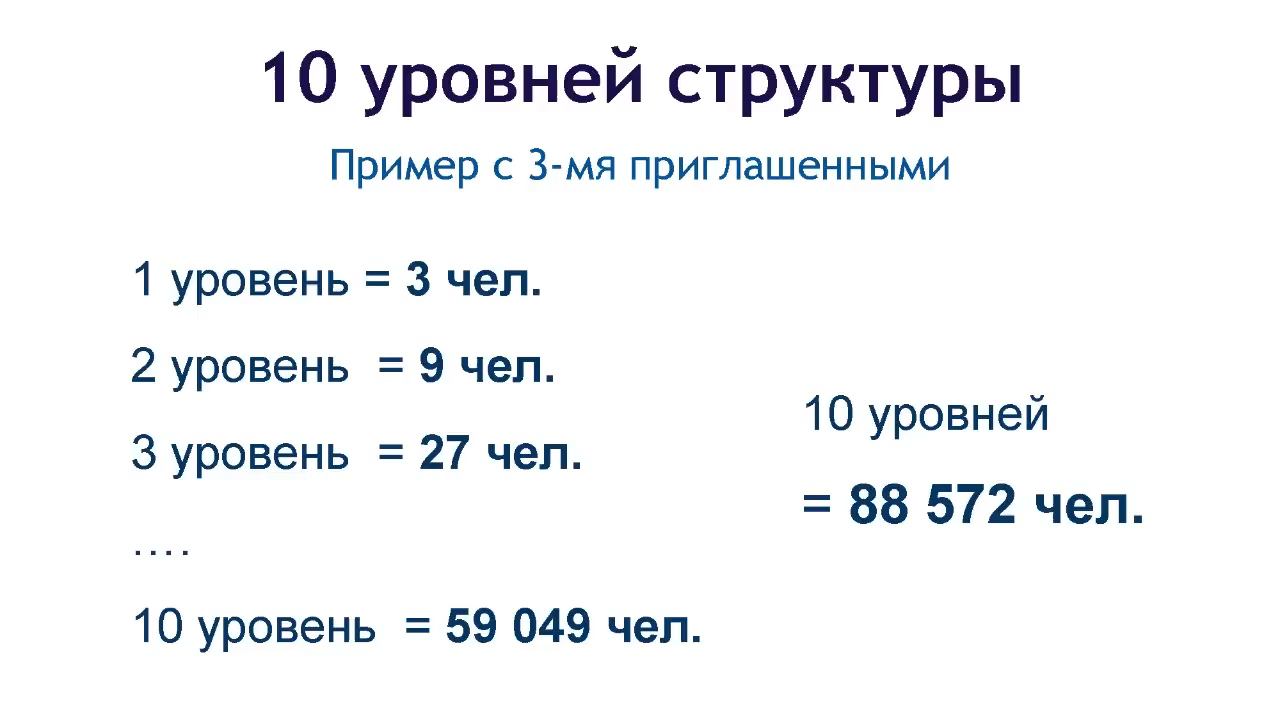 10 уровней структуры
Пример с 3-мя приглашенными
1 уровень = 3 чел.
2 уровень = 9 чел.
3 уровень = 27 чел.
....
10 уровень = 59 049 чел.
10 уровней
= 88 572 чел.